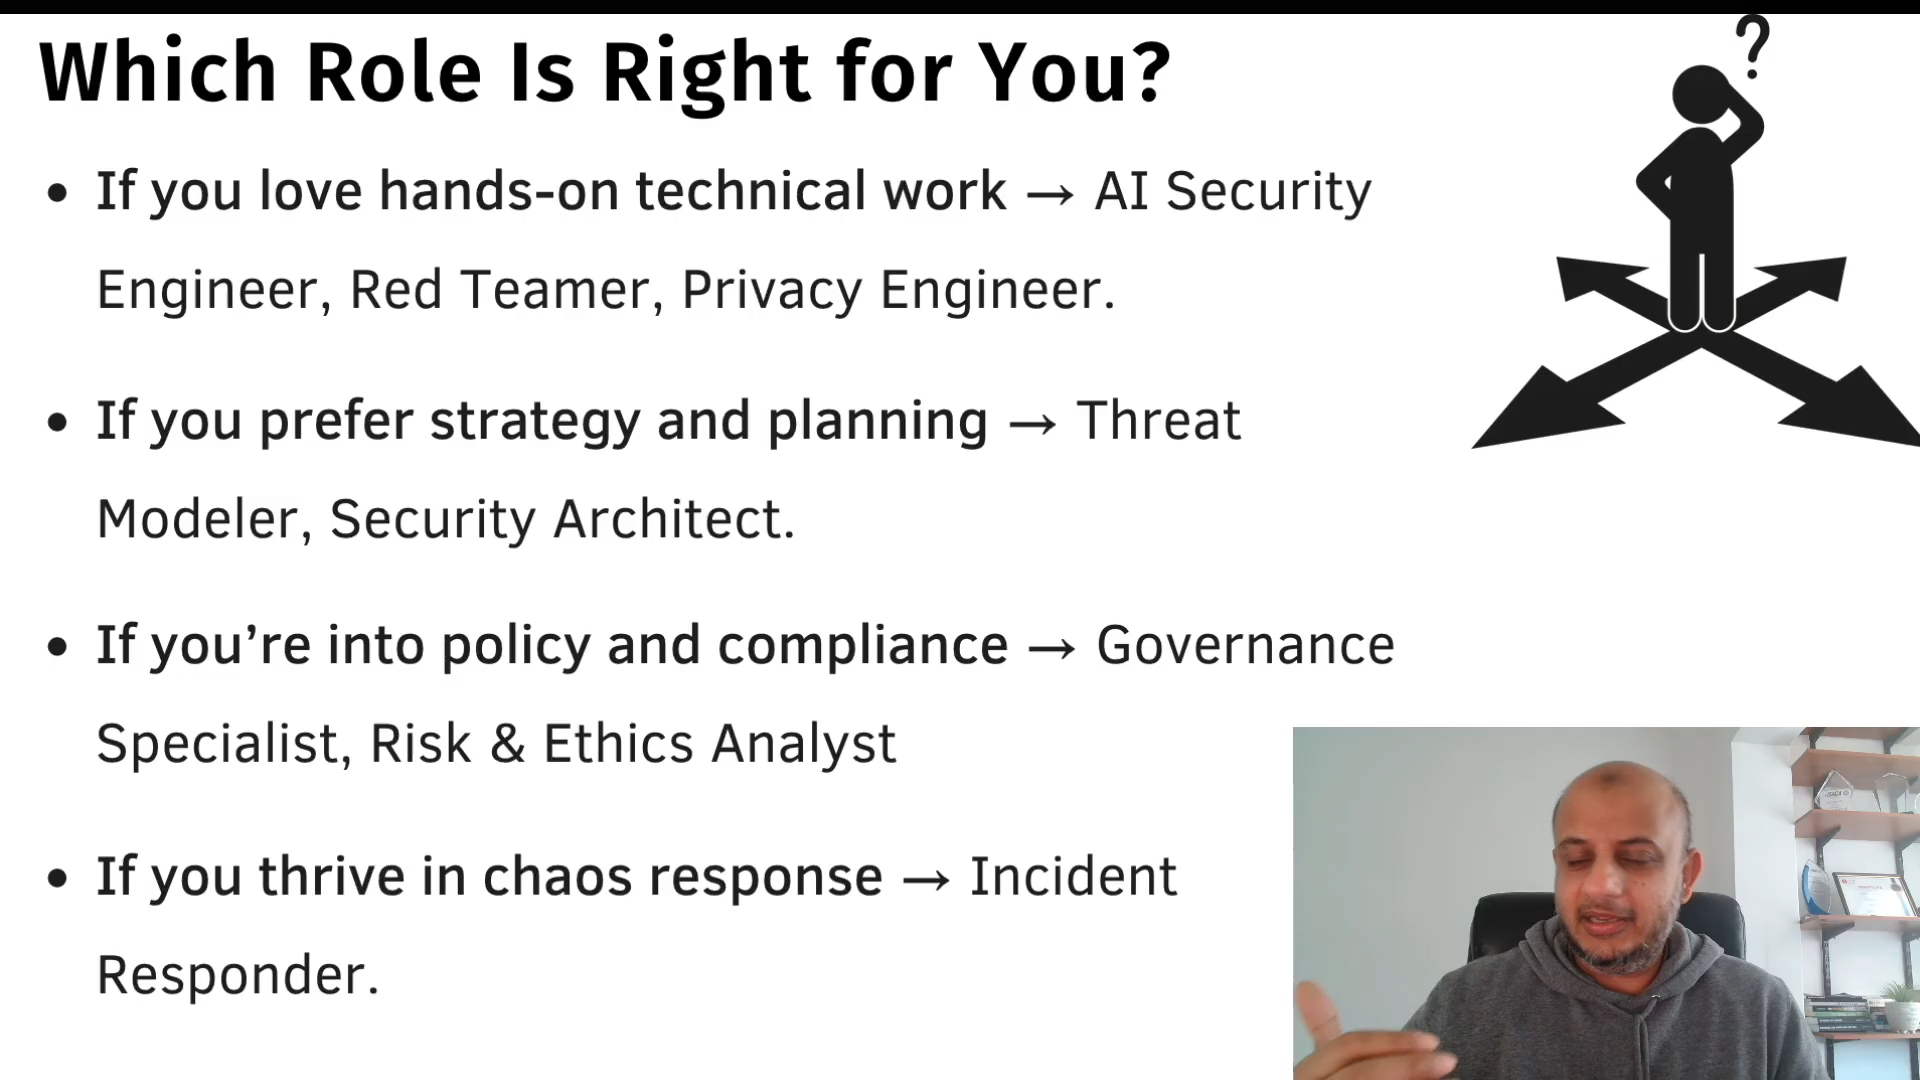 Which Role Is Right for You?
?
• If you love hands-on technical work → AI Security
Engineer, Red Teamer, Privacy Engineer.
• If you prefer strategy and planning → Threat
Modeler, Security Architect.
• If you’re into policy and compliance → Governance
Specialist, Risk & Ethics Analyst
• If you thrive in chaos response → Incident
Responder.